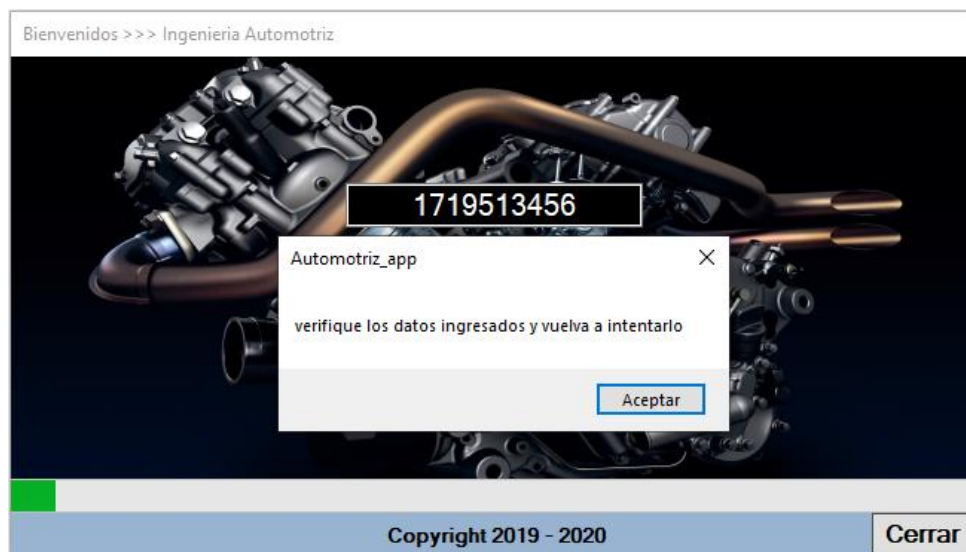 Bienvenidos >>> Ingenieria Automotriz
1719513456
Automotriz_app
verifique los datos ingresados y vuelva a intentarlo
Aceptar
Copyright 2019 - 2020
Cerrar